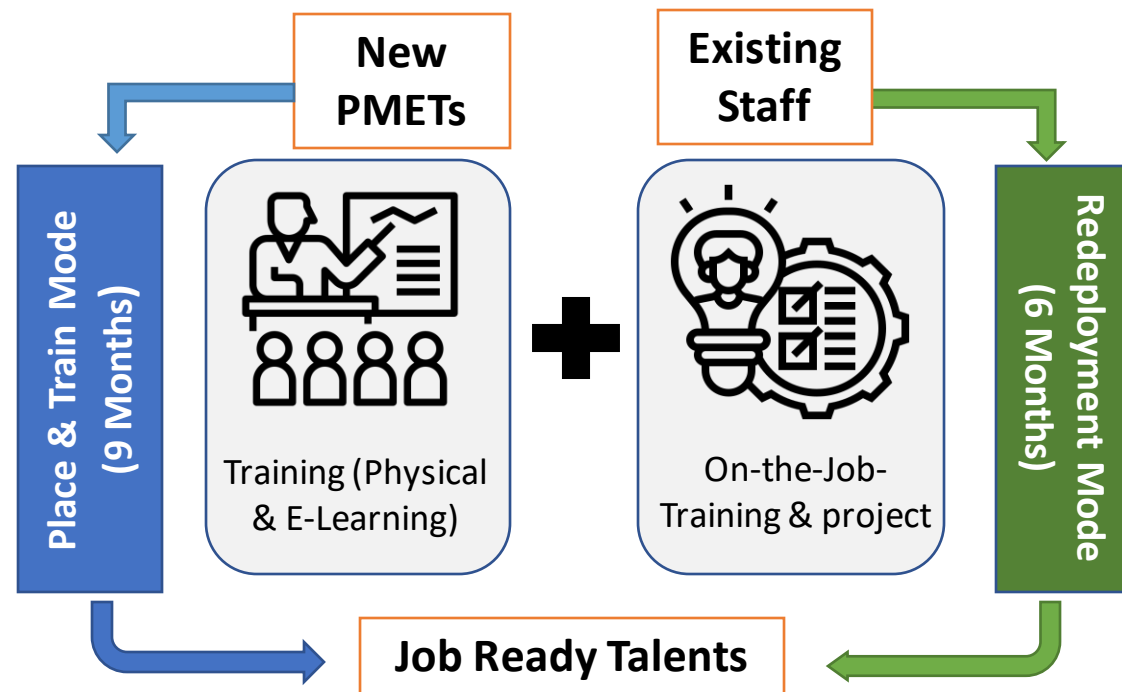 New
PMETs
Existing
Staff
Place & Train Mode
(9 Months)
Training (Physical
& E-Learning)
On-the-Job-
Training & project
Redeployment Mode
(6 Months)
Job Ready Talents